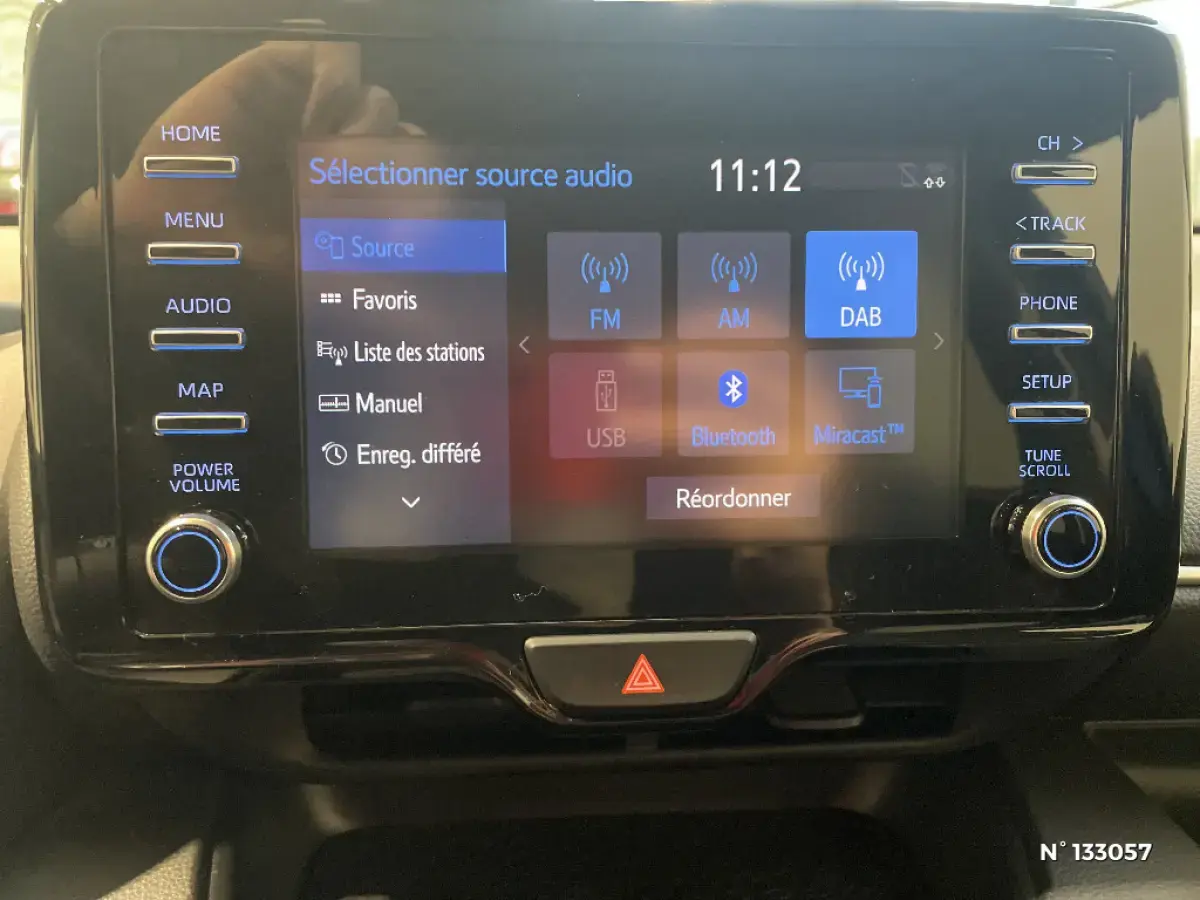 HOME
MENU
AUDIO
MAP
POWER
VOLUME
Sélectionner source audio
11:12
Source
Favoris
Liste des stations
Manuel
Enreg. différé
FM
AM
DAB
USB
Bluetooth
Miracast™
Réordonner
CH >
< TRACK
PHONE
SETUP
TUNE
SCROLL
N° 133057